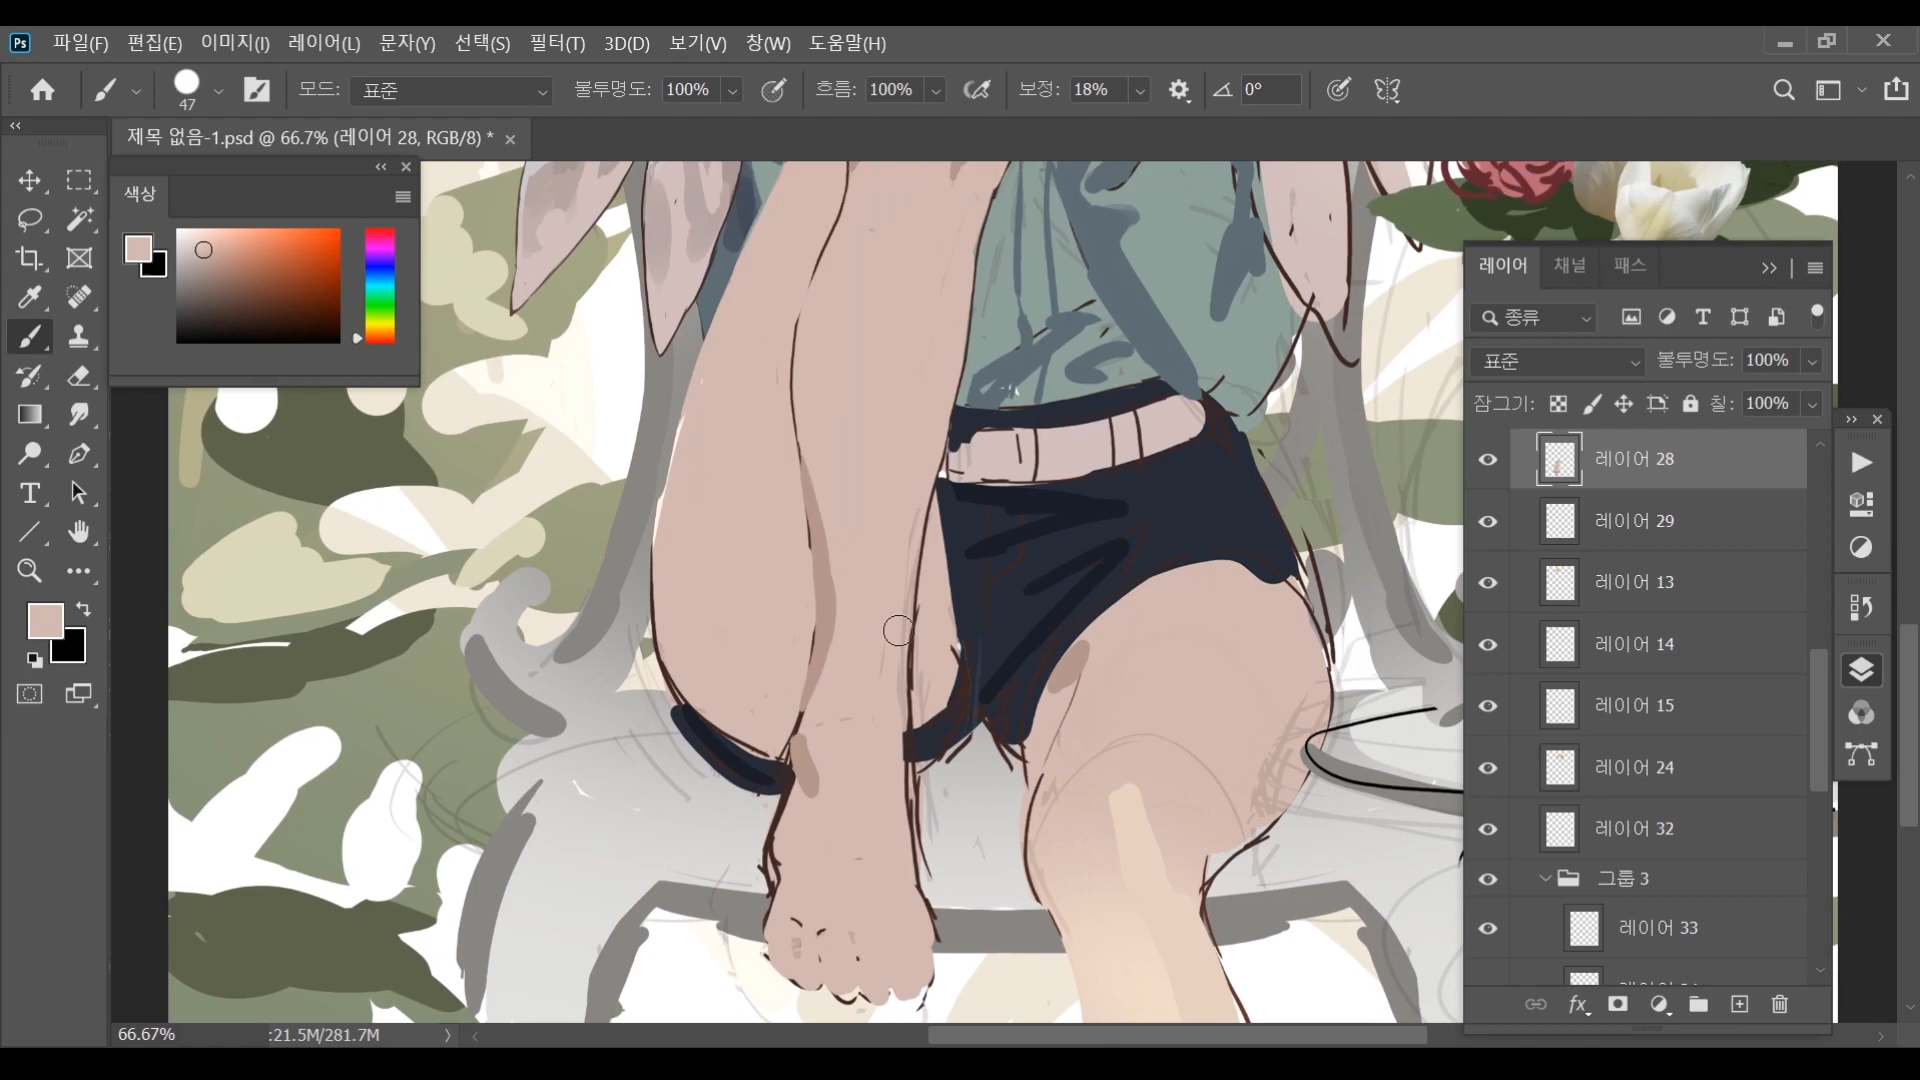 Ps 파일(F) 편집(E) 이미지(I) 레이어(L) 문자(Y) 선택(S) 필터(T) 3D(D) 보기(V) 창(W) 도움말(H)
47 모드: 표준 불투명도: 100% 흐름: 100% 보정: 18% 0°
제목 없음-1.psd @ 66.7% (레이어 28, RGB/8) *
색상
레이어 채널 패스
종류
표준 불투명도: 100%
잠그기: 칠: 100%
레이어 28
레이어 29
레이어 13
레이어 14
레이어 15
레이어 24
레이어 32
그룹 3
레이어 33
fx
66.67% :21.5M/281.7M